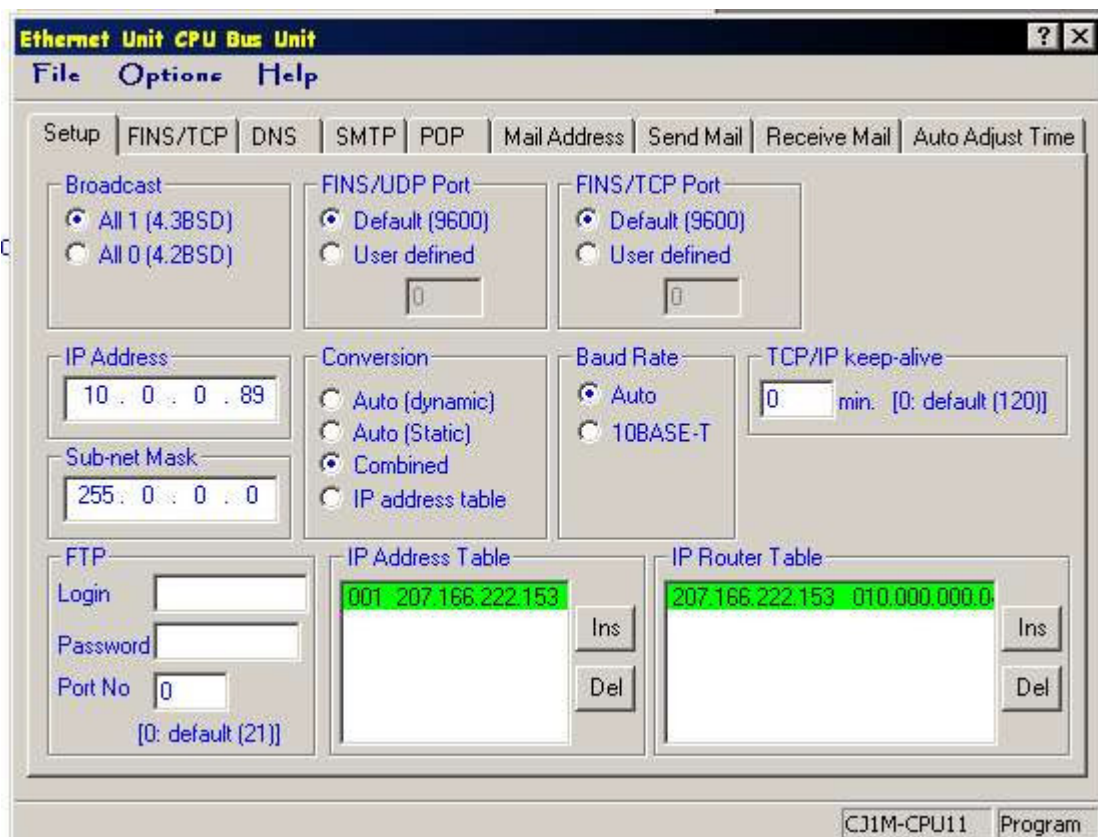 Ethernet Unit CPU Bus Unit
File Options Help
Setup FINS/TCP DNS SMTP POP Mail Address Send Mail Receive Mail Auto Adjust Time
Broadcast
All 1 (4.3BSD)
All 0 (4.2BSD)
FINS/UDP Port
Default (9600)
User defined
0
FINS/TCP Port
Default (9600)
User defined
0
IP Address
10 . 0 . 0 . 89
Sub-net Mask
255 . 0 . 0 . 0
Conversion
Auto (dynamic)
Auto (Static)
Combined
IP address table
Baud Rate
Auto
10BASE-T
TCP/IP keep-alive
0 min. [0: default (120)]
FTP
Login
Password
Port No 0
[0: default (21)]
IP Address Table
001 207.166.222.153
Ins
Del
IP Router Table
207.166.222.153 010.000.000.0
Ins
Del
CJ1M-CPU11 Program